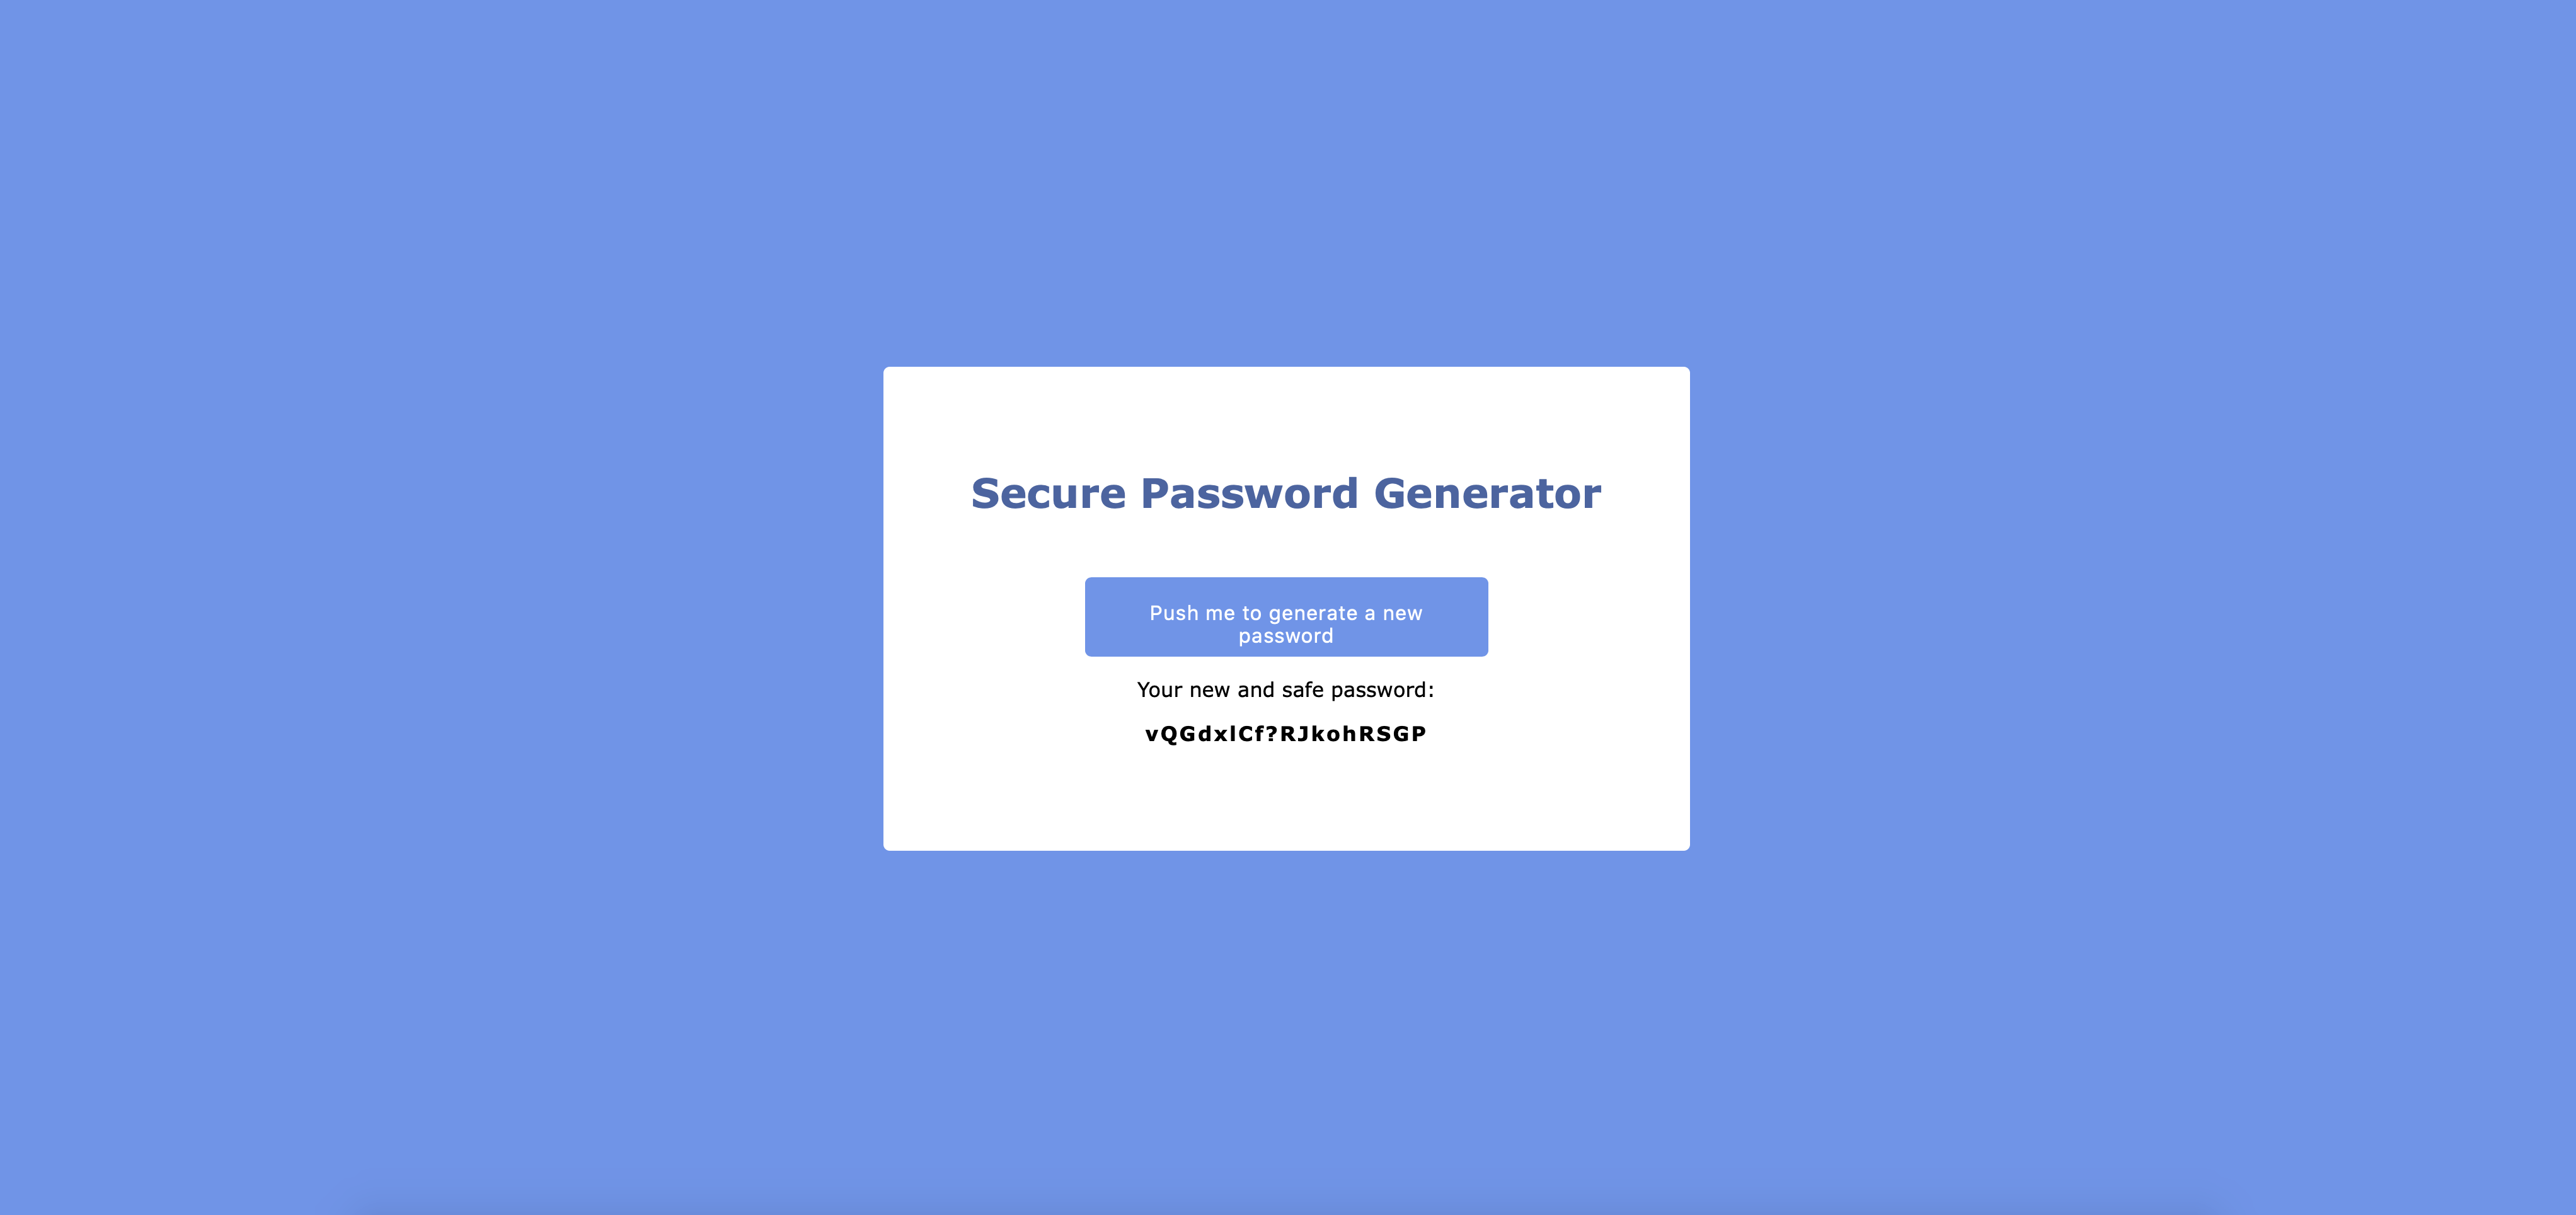 Secure Password Generator
Push me to generate a new
password
Your new and safe password:
vQGdxlCf?RJkohRSGP